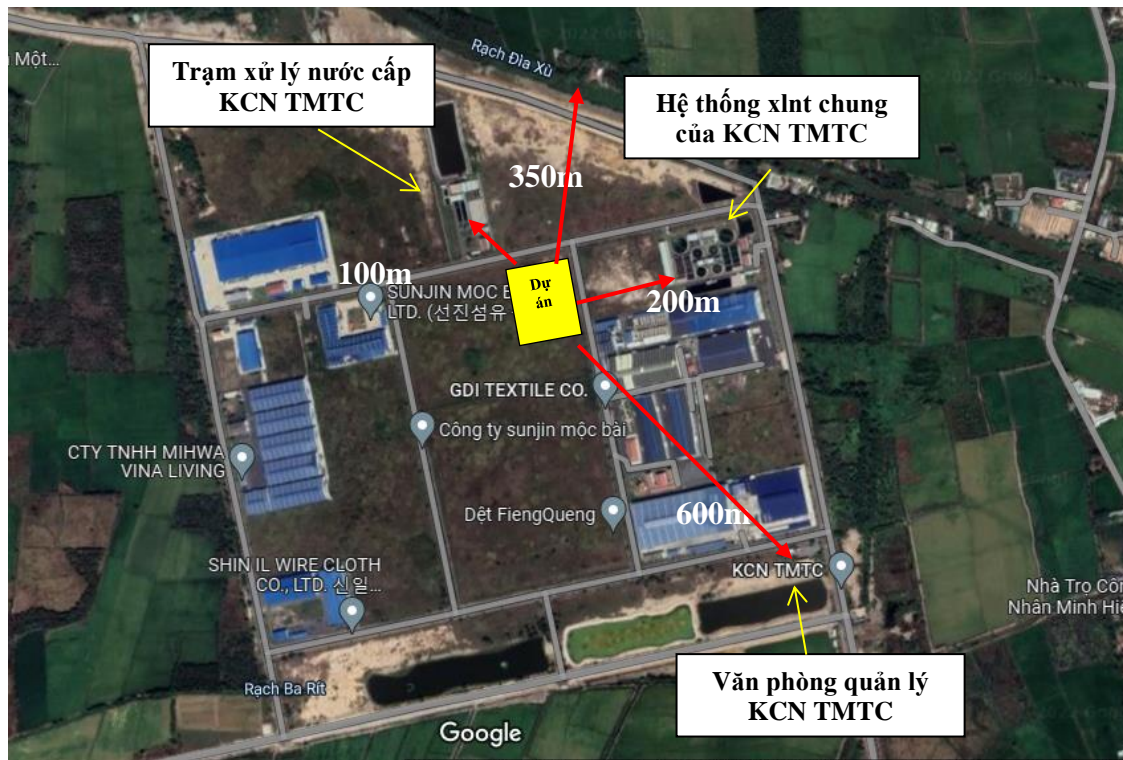 Một...
Rạch Đìa Xù
Trạm xử lý nước cấp
KCN TMTC
Hệ thống xlnt chung
của KCN TMTC
350m
100m
200m
Dự
án
SUNJIN MOC
LTD. (선진섬유
GDI TEXTILE CO.
Công ty sunjin mộc bài
CTY TNHH MIHWA
VINA LIVING
Dệt FiengQueng
600m
SHIN IL WIRE CLOTH
CO., LTD. 신일...
KCN TMTC
Nhà Trọ Côn
Nhân Minh Hiể
Rạch Ba Rít
Văn phòng quản lý
KCN TMTC
Google